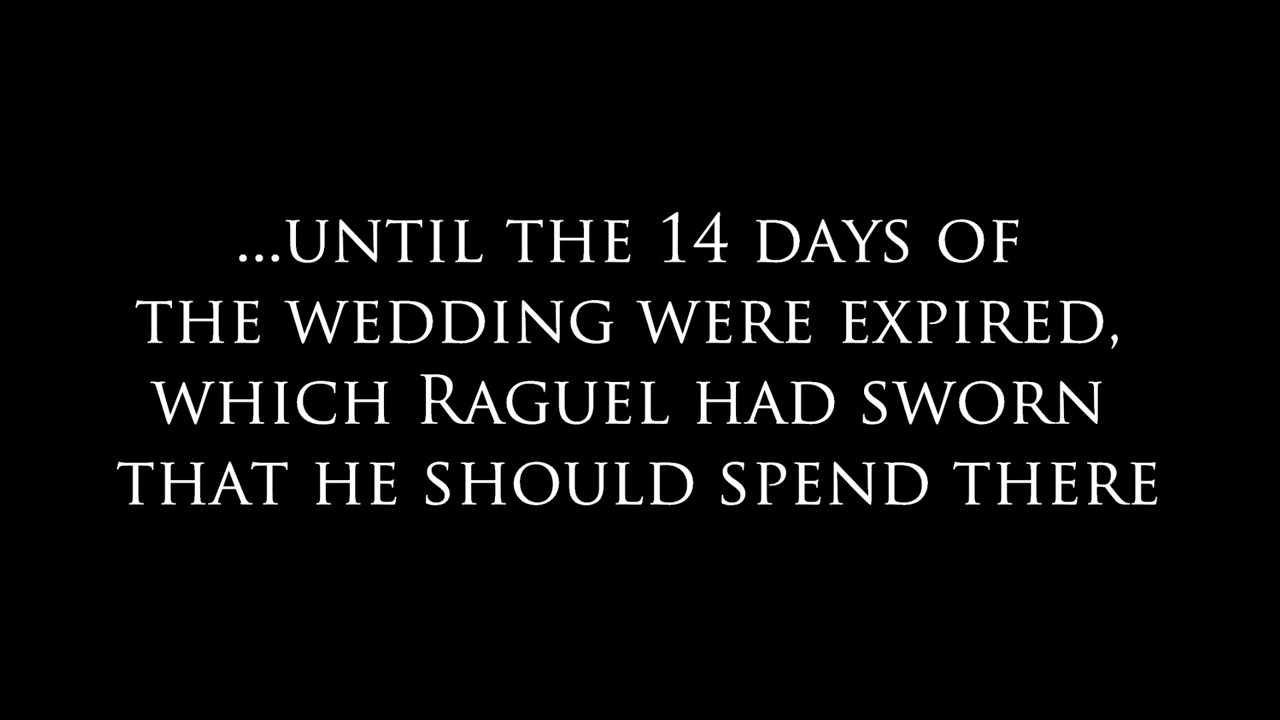 ...UNTIL THE 14 DAYS OF
THE WEDDING WERE EXPIRED,
WHICH RAGUEL HAD SWORN
THAT HE SHOULD SPEND THERE